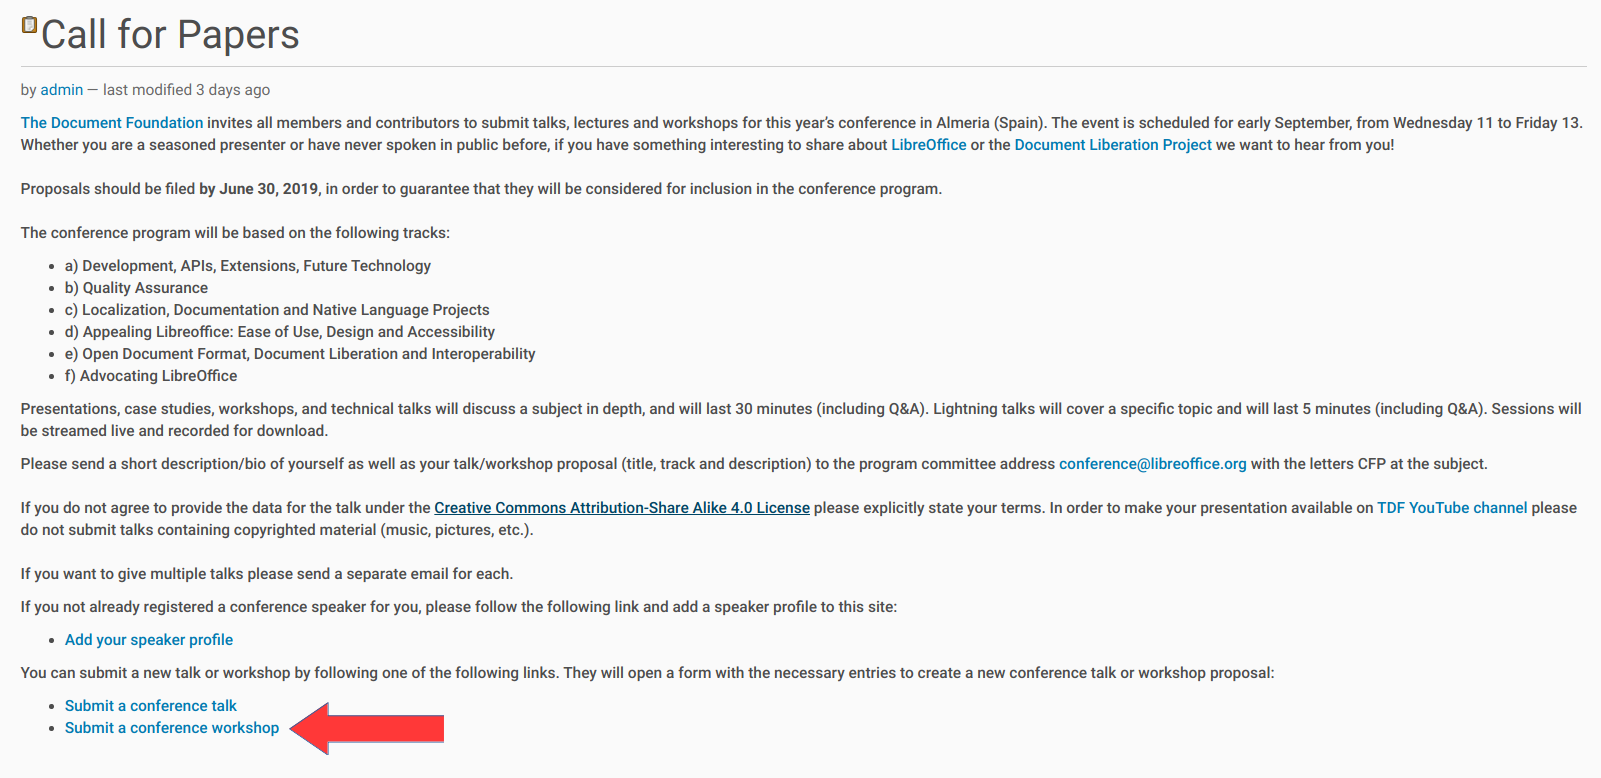 Call for Papers
by admin — last modified 3 days ago
The Document Foundation invites all members and contributors to submit talks, lectures and workshops for this year's conference in Almeria (Spain). The event is scheduled for early September, from Wednesday 11 to Friday 13.
Whether you are a seasoned presenter or have never spoken in public before, if you have something interesting to share about LibreOffice or the Document Liberation Project we want to hear from you!
Proposals should be filed by June 30, 2019, in order to guarantee that they will be considered for inclusion in the conference program.
The conference program will be based on the following tracks:
• a) Development, APIs, Extensions, Future Technology
• b) Quality Assurance
• c) Localization, Documentation and Native Language Projects
• d) Appealing Libreoffice: Ease of Use, Design and Accessibility
• e) Open Document Format, Document Liberation and Interoperability
• f) Advocating LibreOffice
Presentations, case studies, workshops, and technical talks will discuss a subject in depth, and will last 30 minutes (including Q&A). Lightning talks will cover a specific topic and will last 5 minutes (including Q&A). Sessions will
be streamed live and recorded for download.
Please send a short description/bio of yourself as well as your talk/workshop proposal (title, track and description) to the program committee address conference@libreoffice.org with the letters CFP at the subject.
If you do not agree to provide the data for the talk under the Creative Commons Attribution-Share Alike 4.0 License please explicitly state your terms. In order to make your presentation available on TDF YouTube channel please
do not submit talks containing copyrighted material (music, pictures, etc.).
If you want to give multiple talks please send a separate email for each.
If you not already registered a conference speaker for you, please follow the following link and add a speaker profile to this site:
• Add your speaker profile
You can submit a new talk or workshop by following one of the following links. They will open a form with the necessary entries to create a new conference talk or workshop proposal:
• Submit a conference talk
• Submit a conference workshop